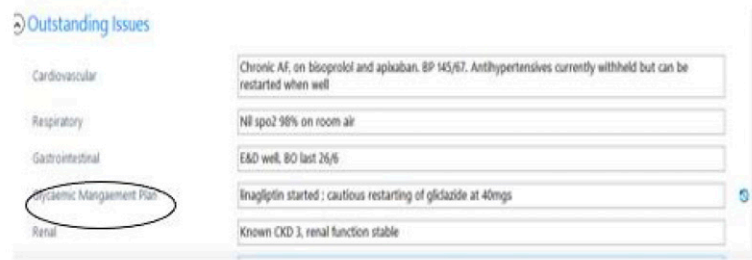 Outstanding Issues
Cardiovascular
Chronic AF, on bisoprolol and apixaban. BP 145/67. Antihypertensives currently withheld but can be
restarted when well
Respiratory
Nil spo2 98% on room air
Gastrointestinal
E&D well, BO last 26/6
Glycaemic Mangaement Plan
linagliptin started ; cautious restarting of gliclazide at 40mgs
Renal
Known CKD 3, renal function stable